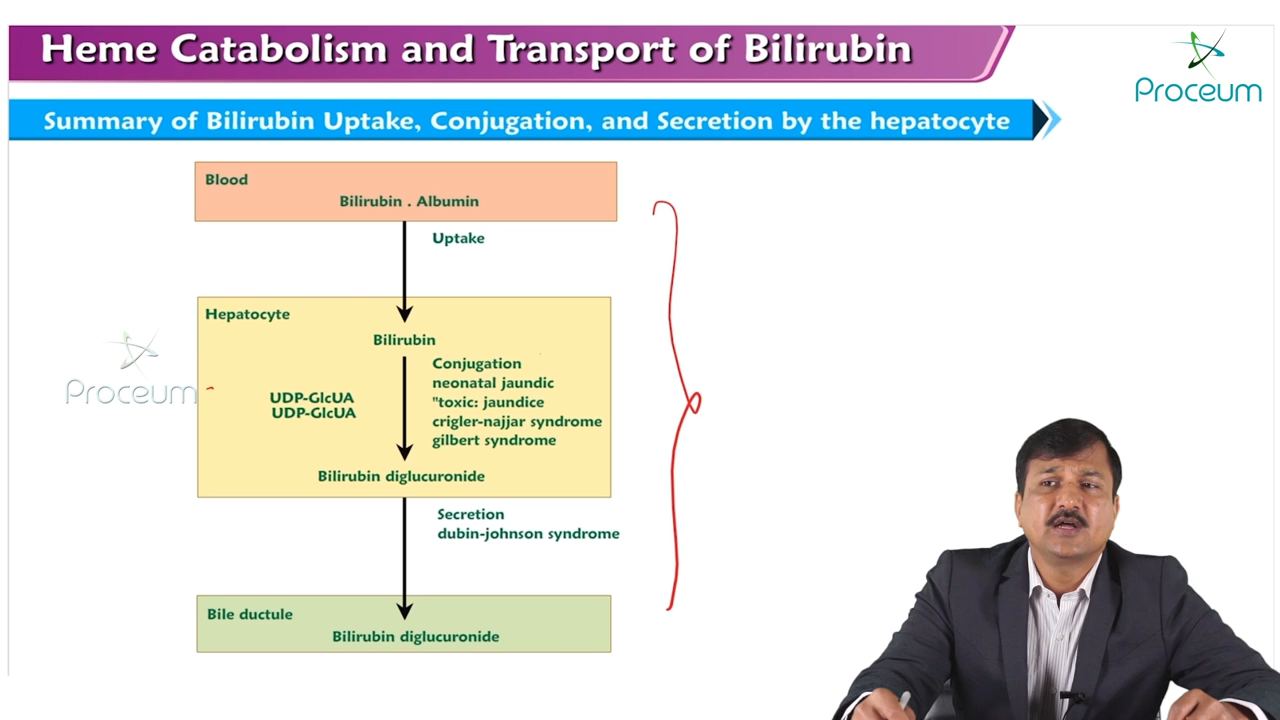 Heme Catabolism and Transport of Bilirubin
Proceum
Summary of Bilirubin Uptake, Conjugation, and Secretion by the hepatocyte
Blood
Bilirubin . Albumin
Uptake
Hepatocyte
Bilirubin
Conjugation
neonatal jaundic
"toxic: jaundice
crigler-najjar syndrome
gilbert syndrome
UDP-GlcUA
UDP-GlcUA
Bilirubin diglucuronide
Secretion
dubin-johnson syndrome
Bile ductule
Bilirubin diglucuronide
Proceum